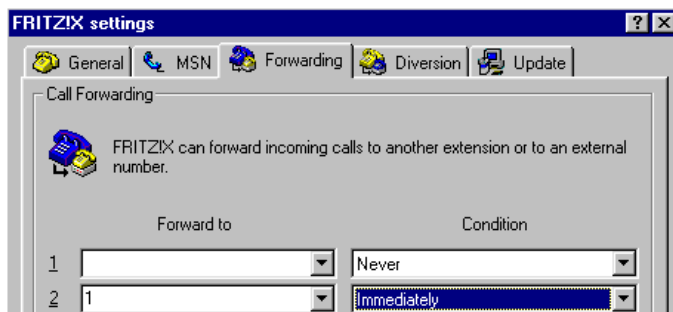 FRITZ!X settings
General MSN Forwarding Diversion Update
Call Forwarding
FRITZ!X can forward incoming calls to another extension or to an external
number.
Forward to Condition
1 Never
2 1 Immediately